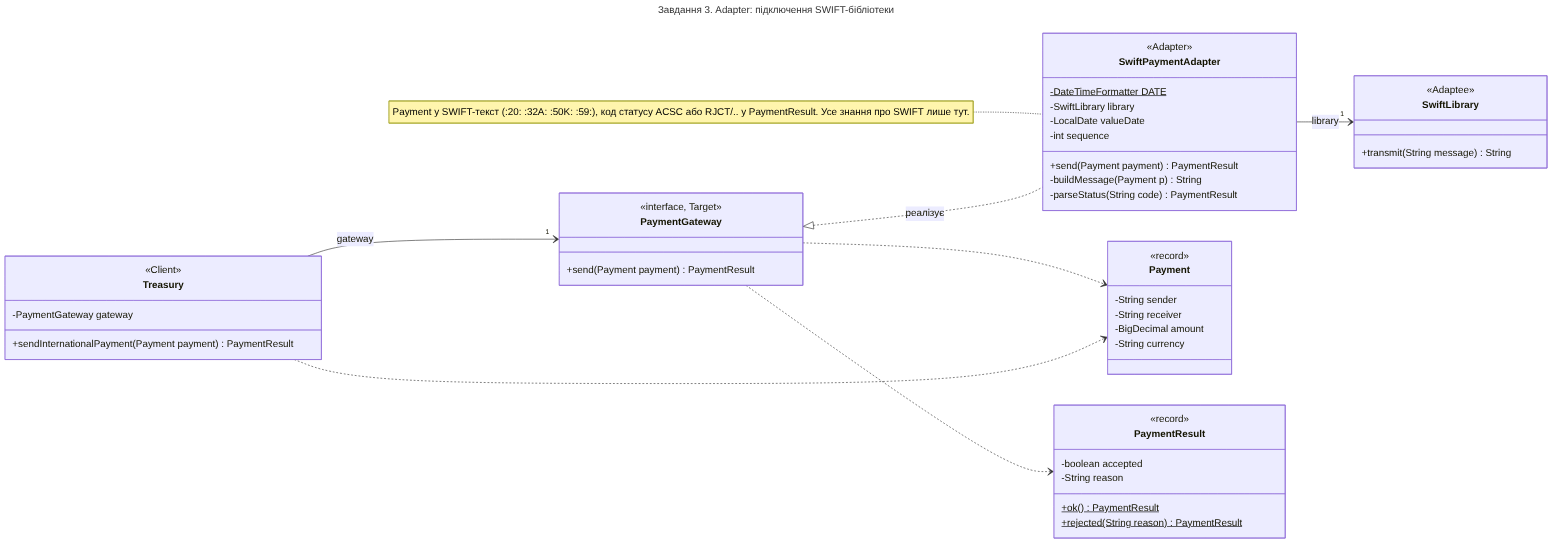 Завдання 3. Adapter: підключення SWIFT-бібліотеки
«Adapter»
SwiftPaymentAdapter
-DateTimeFormatter DATE
-SwiftLibrary library
-LocalDate valueDate
-int sequence
+send(Payment payment) : PaymentResult
-buildMessage(Payment p) : String
-parseStatus(String code) : PaymentResult
Payment у SWIFT-текст (:20: :32A: :50K: :59:), код статусу ACSC або RJCT/.. у PaymentResult. Усе знання про SWIFT лише тут.
library
1
«Adaptee»
SwiftLibrary
+transmit(String message) : String
реалізує
«interface, Target»
PaymentGateway
+send(Payment payment) : PaymentResult
gateway
1
«Client»
Treasury
-PaymentGateway gateway
+sendInternationalPayment(Payment payment) : PaymentResult
«record»
Payment
-String sender
-String receiver
-BigDecimal amount
-String currency
«record»
PaymentResult
-boolean accepted
-String reason
+ok() : PaymentResult
+rejected(String reason) : PaymentResult